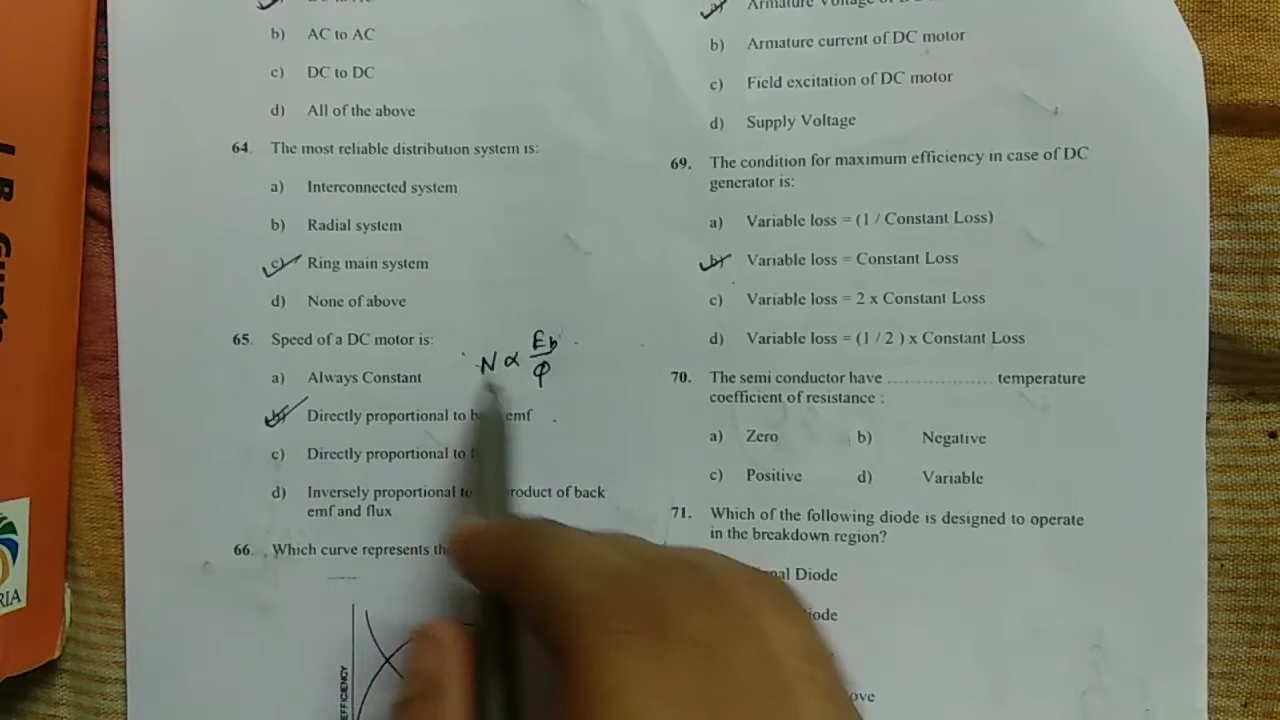 b) AC to AC
c) DC to DC
d) All of the above
64. The most reliable distribution system is:
a) Interconnected system
b) Radial system
c) Ring main system
d) None of above
65. Speed of a DC motor is:
N ∝ Eb/Φ
a) Always Constant
b) Directly proportional to emf
c) Directly proportional to
d) Inversely proportional to product of back
emf and flux
66. Which curve represents
EFFICIENCY
Armature Voltage of
b) Armature current of DC motor
c) Field excitation of DC motor
d) Supply Voltage
69. The condition for maximum efficiency in case of DC
generator is:
a) Variable loss = (1 / Constant Loss)
b) Variable loss = Constant Loss
c) Variable loss = 2 x Constant Loss
d) Variable loss = (1 / 2 ) x Constant Loss
70. The semi conductor have .................... temperature
coefficient of resistance :
a) Zero b) Negative
c) Positive d) Variable
71. Which of the following diode is designed to operate
in the breakdown region?
Diode